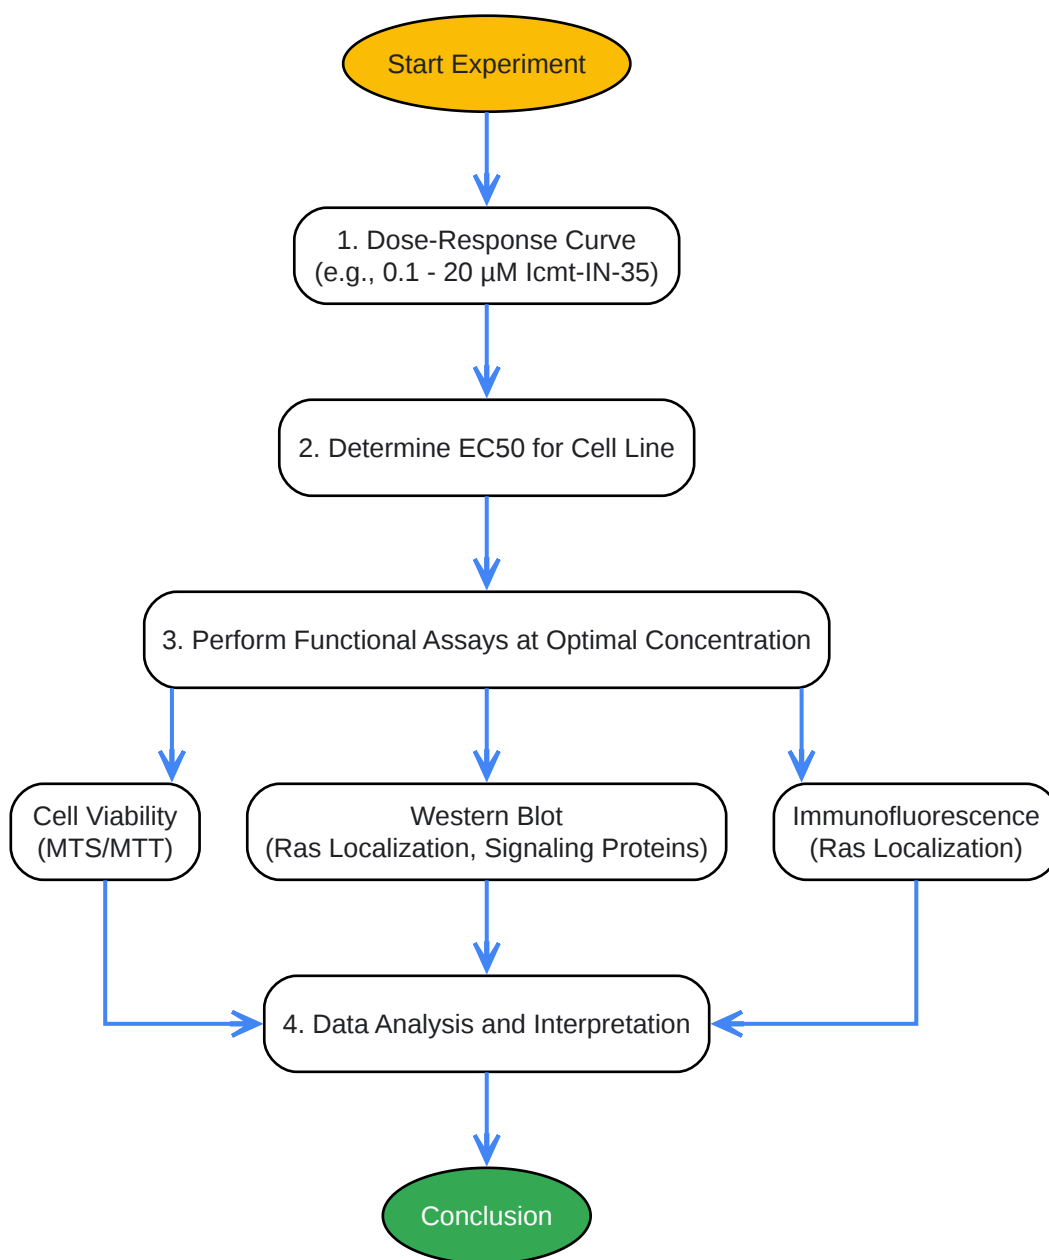 Start Experiment
1. Dose-Response Curve
(e.g., 0.1 - 20 µM Icmt-IN-35)
2. Determine EC50 for Cell Line
3. Perform Functional Assays at Optimal Concentration
Cell Viability
(MTS/MTT)
Western Blot
(Ras Localization, Signaling Proteins)
Immunofluorescence
(Ras Localization)
4. Data Analysis and Interpretation
Conclusion